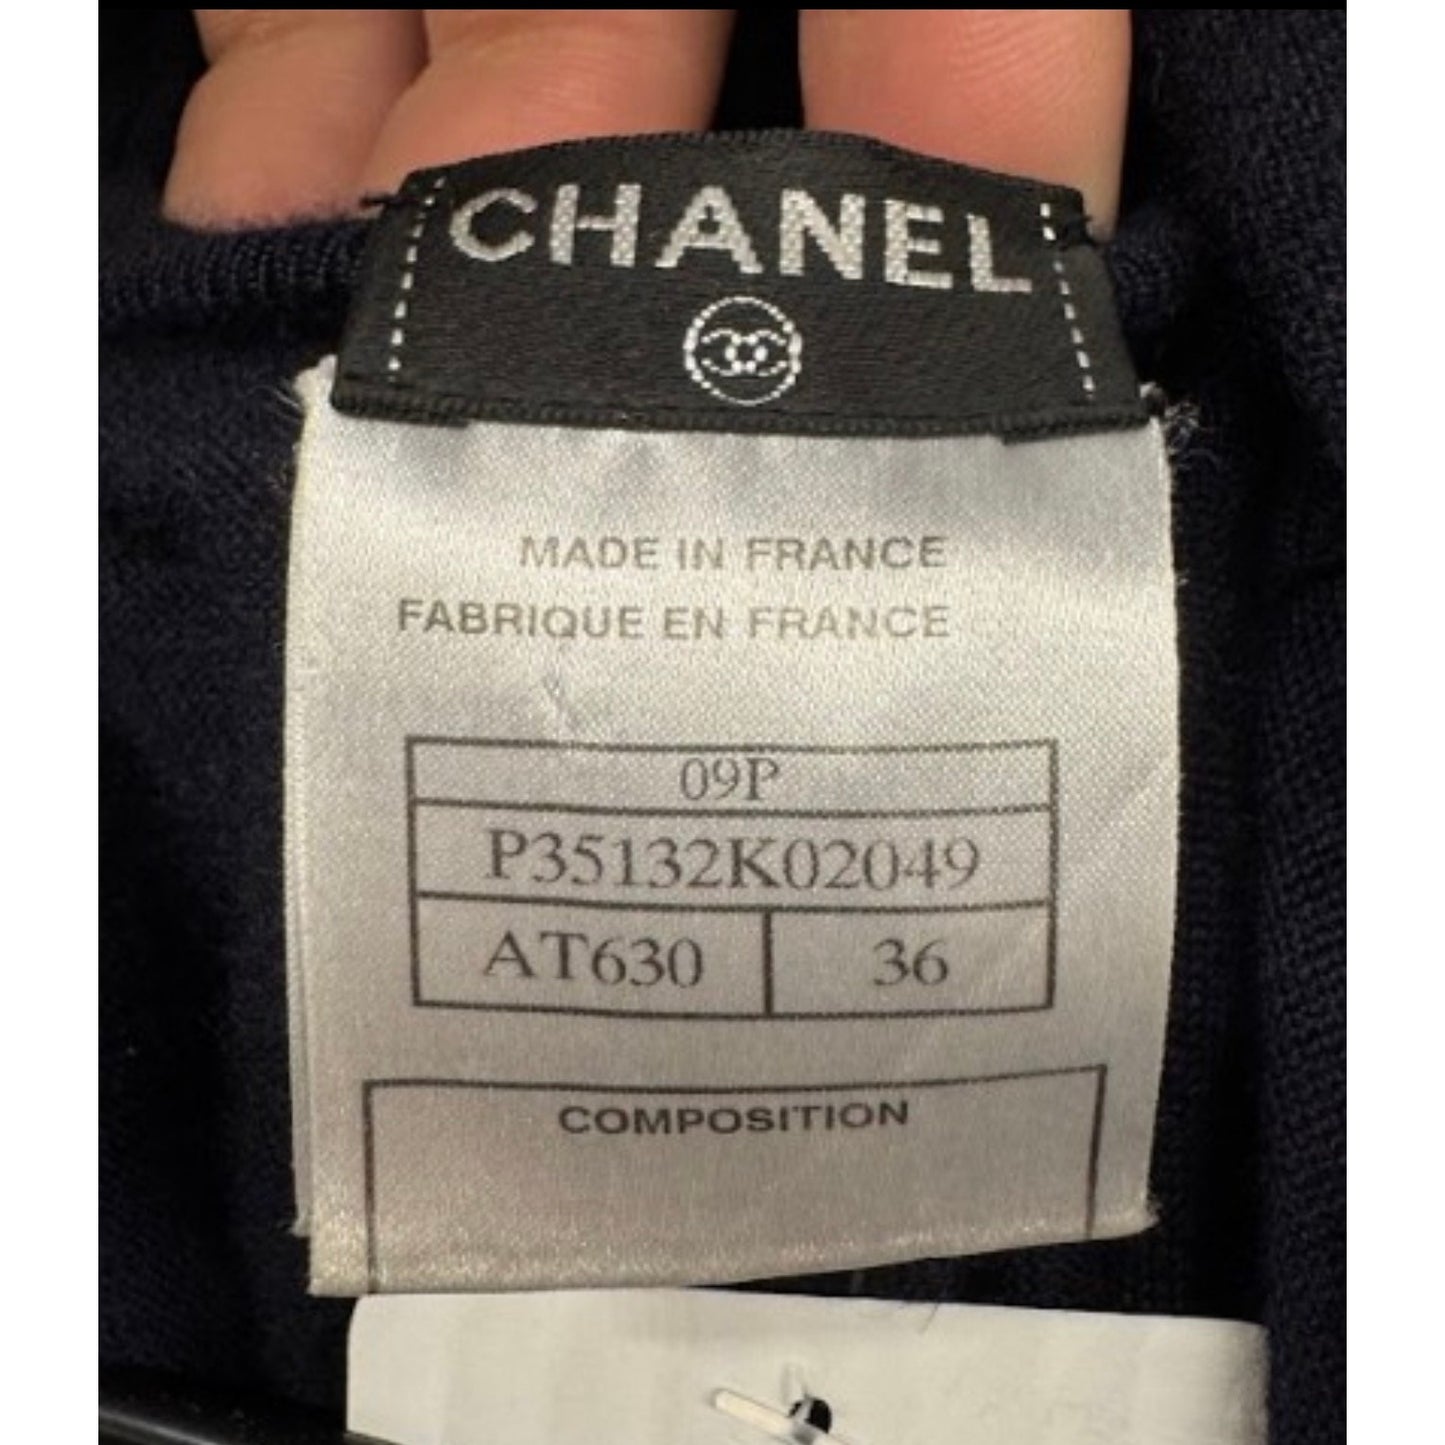 CHANEL
MADE IN FRANCE
FABRIQUE EN FRANCE
09P
P35132K02049
AT630 36
COMPOSITION